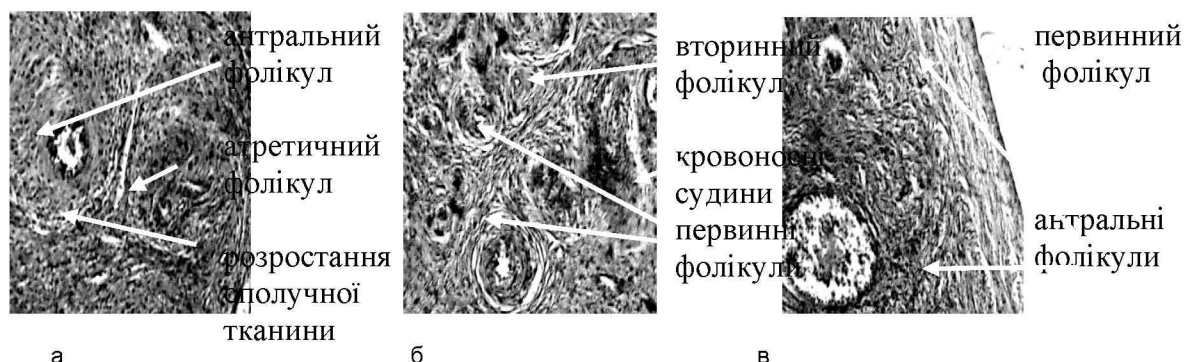 антральний
фолікул
атретичний
фолікул
розростання
сполучної
тканини
а
вторинний
фолікул
кровоносні
судини
первинні
фолікули
б
первинний
фолікул
антральні
фолікули
в